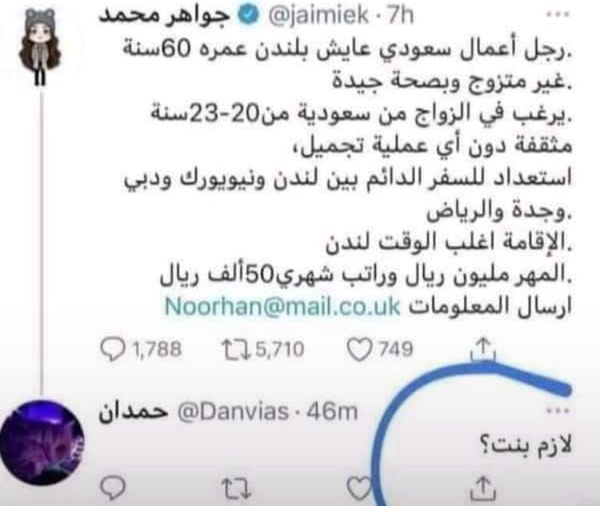 جواهر محمد @jaimiek · 7h
.رجل أعمال سعودي عايش بلندن عمره 60سنة
.غير متزوج وبصحة جيدة
.يرغب في الزواج من سعودية من20-23سنة
مثقفة دون أي عملية تجميل،
استعداد للسفر الدائم بين لندن ونيويورك ودبي
.وجدة والرياض
.الإقامة اغلب الوقت لندن
.المهر مليون ريال وراتب شهري50ألف ريال
ارسال المعلومات Noorhan@mail.co.uk
1,788 5,710 749
حمدان @Danvias · 46m
لازم بنت؟